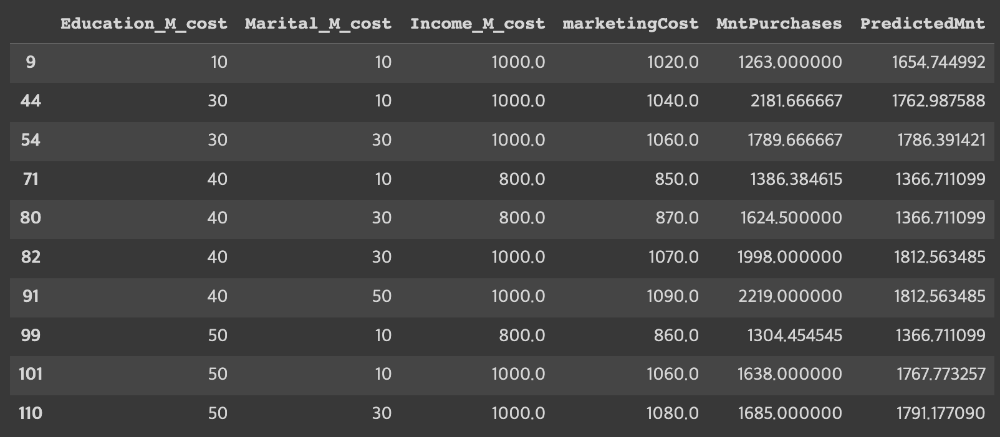 Education_M_cost Marital_M_cost Income_M_cost marketingCost MntPurchases PredictedMnt
9 10 10 1000.0 1020.0 1263.000000 1654.744992
44 30 10 1000.0 1040.0 2181.666667 1762.987588
54 30 30 1000.0 1060.0 1789.666667 1786.391421
71 40 10 800.0 850.0 1386.384615 1366.711099
80 40 30 800.0 870.0 1624.500000 1366.711099
82 40 30 1000.0 1070.0 1998.000000 1812.563485
91 40 50 1000.0 1090.0 2219.000000 1812.563485
99 50 10 800.0 860.0 1304.454545 1366.711099
101 50 10 1000.0 1060.0 1638.000000 1767.773257
110 50 30 1000.0 1080.0 1685.000000 1791.177090